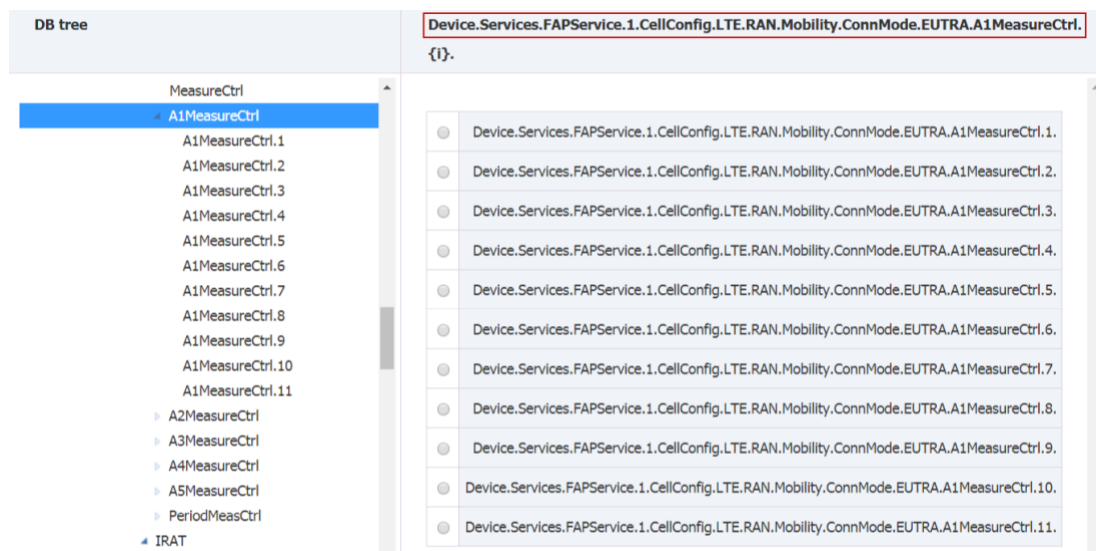 DB tree
Device.Services.FAPService.1.CellConfig.LTE.RAN.Mobility.ConnMode.EUTRA.A1MeasureCtrl.
{i}.
MeasureCtrl
A1MeasureCtrl
A1MeasureCtrl.1
A1MeasureCtrl.2
A1MeasureCtrl.3
A1MeasureCtrl.4
A1MeasureCtrl.5
A1MeasureCtrl.6
A1MeasureCtrl.7
A1MeasureCtrl.8
A1MeasureCtrl.9
A1MeasureCtrl.10
A1MeasureCtrl.11
A2MeasureCtrl
A3MeasureCtrl
A4MeasureCtrl
A5MeasureCtrl
PeriodMeasCtrl
IRAT
Device.Services.FAPService.1.CellConfig.LTE.RAN.Mobility.ConnMode.EUTRA.A1MeasureCtrl.1.
Device.Services.FAPService.1.CellConfig.LTE.RAN.Mobility.ConnMode.EUTRA.A1MeasureCtrl.2.
Device.Services.FAPService.1.CellConfig.LTE.RAN.Mobility.ConnMode.EUTRA.A1MeasureCtrl.3.
Device.Services.FAPService.1.CellConfig.LTE.RAN.Mobility.ConnMode.EUTRA.A1MeasureCtrl.4.
Device.Services.FAPService.1.CellConfig.LTE.RAN.Mobility.ConnMode.EUTRA.A1MeasureCtrl.5.
Device.Services.FAPService.1.CellConfig.LTE.RAN.Mobility.ConnMode.EUTRA.A1MeasureCtrl.6.
Device.Services.FAPService.1.CellConfig.LTE.RAN.Mobility.ConnMode.EUTRA.A1MeasureCtrl.7.
Device.Services.FAPService.1.CellConfig.LTE.RAN.Mobility.ConnMode.EUTRA.A1MeasureCtrl.8.
Device.Services.FAPService.1.CellConfig.LTE.RAN.Mobility.ConnMode.EUTRA.A1MeasureCtrl.9.
Device.Services.FAPService.1.CellConfig.LTE.RAN.Mobility.ConnMode.EUTRA.A1MeasureCtrl.10.
Device.Services.FAPService.1.CellConfig.LTE.RAN.Mobility.ConnMode.EUTRA.A1MeasureCtrl.11.